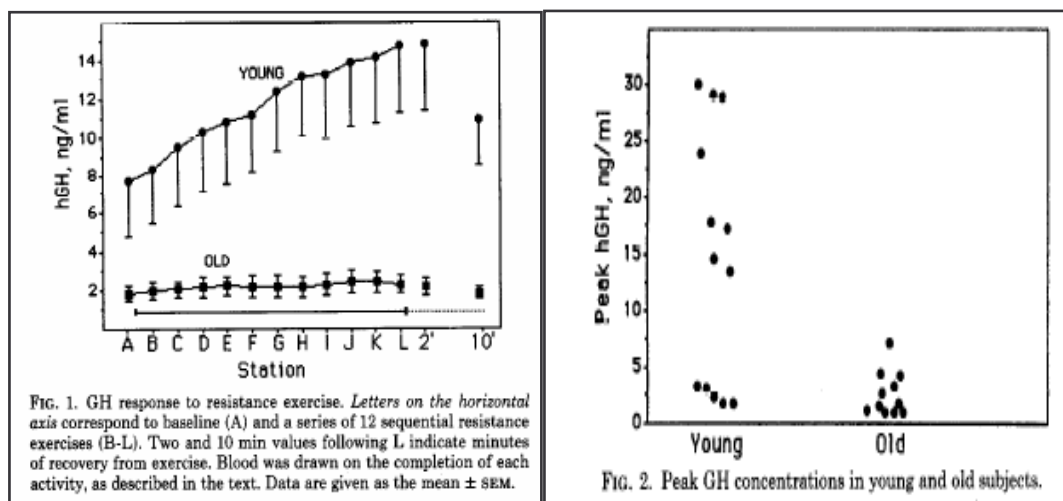 hGH, ng/ml
14
12
10
8
6
4
2
YOUNG
OLD
A B C D E F G H I J K L 2' 10'
Station
FIG. 1. GH response to resistance exercise. Letters on the horizontal
axis correspond to baseline (A) and a series of 12 sequential resistance
exercises (B-L). Two and 10 min values following L indicate minutes
of recovery from exercise. Blood was drawn on the completion of each
activity, as described in the text. Data are given as the mean ± SEM.
Peak hGH, ng/ml
30
25
20
15
10
5
0
Young Old
FIG. 2. Peak GH concentrations in young and old subjects.